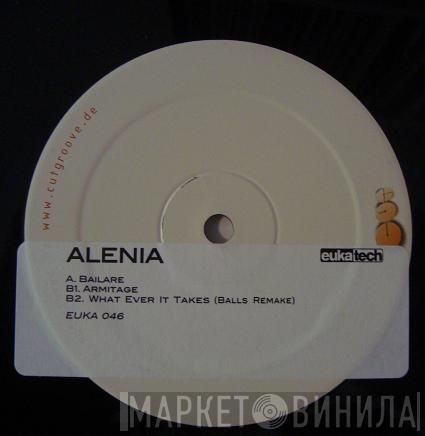 www.cutgroove.de
ALENIA
eukatech
A. BAILARE
B1. ARMITAGE
B2. WHAT EVER IT TAKES (BALLS REMAKE)
EUKA 046
МАРКЕТ ВИНИЛА